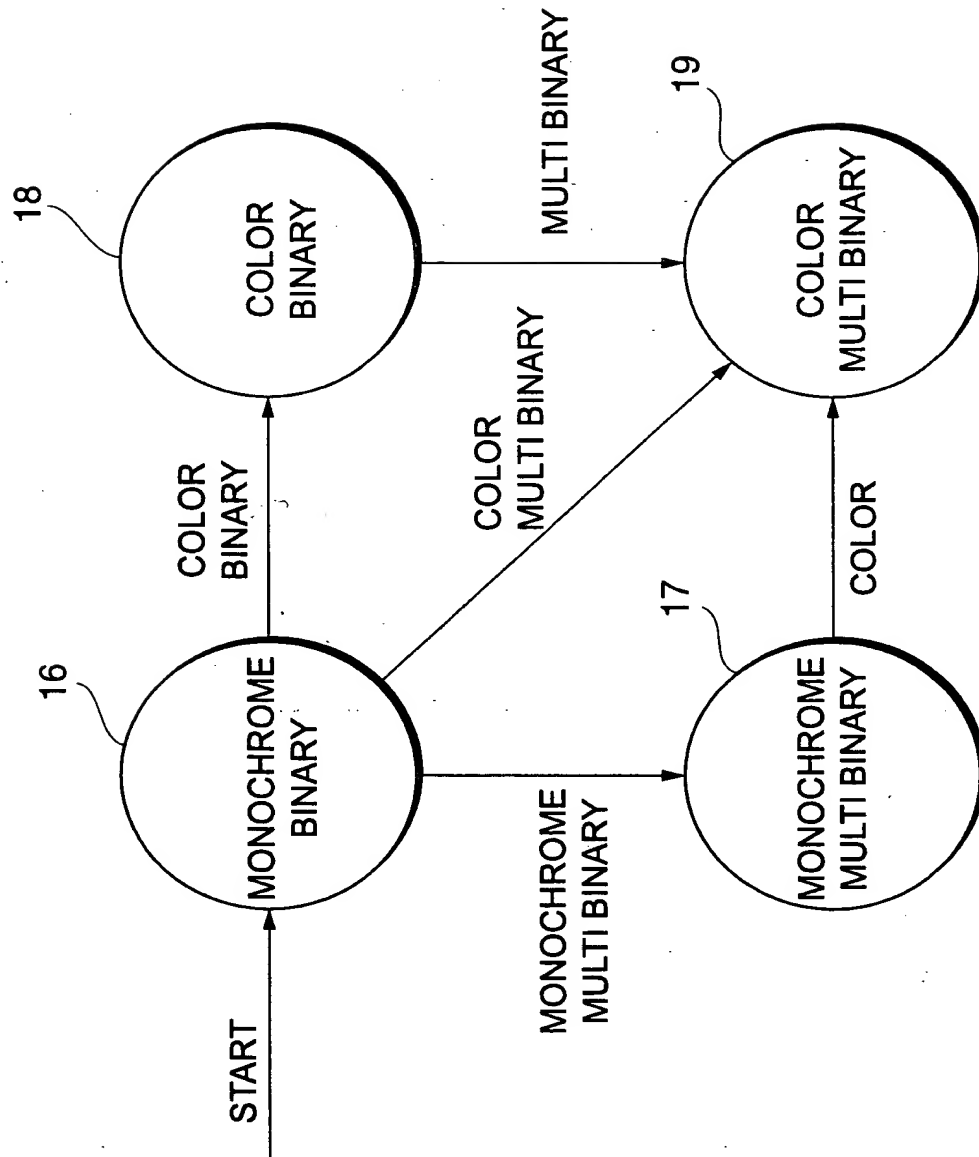 START
16
MONOCHROME
BINARY
COLOR
BINARY
18
COLOR
BINARY
MONOCHROME
MULTI BINARY
COLOR
MULTI BINARY
MULTI BINARY
17
MONOCHROME
MULTI BINARY
COLOR
19
COLOR
MULTI BINARY